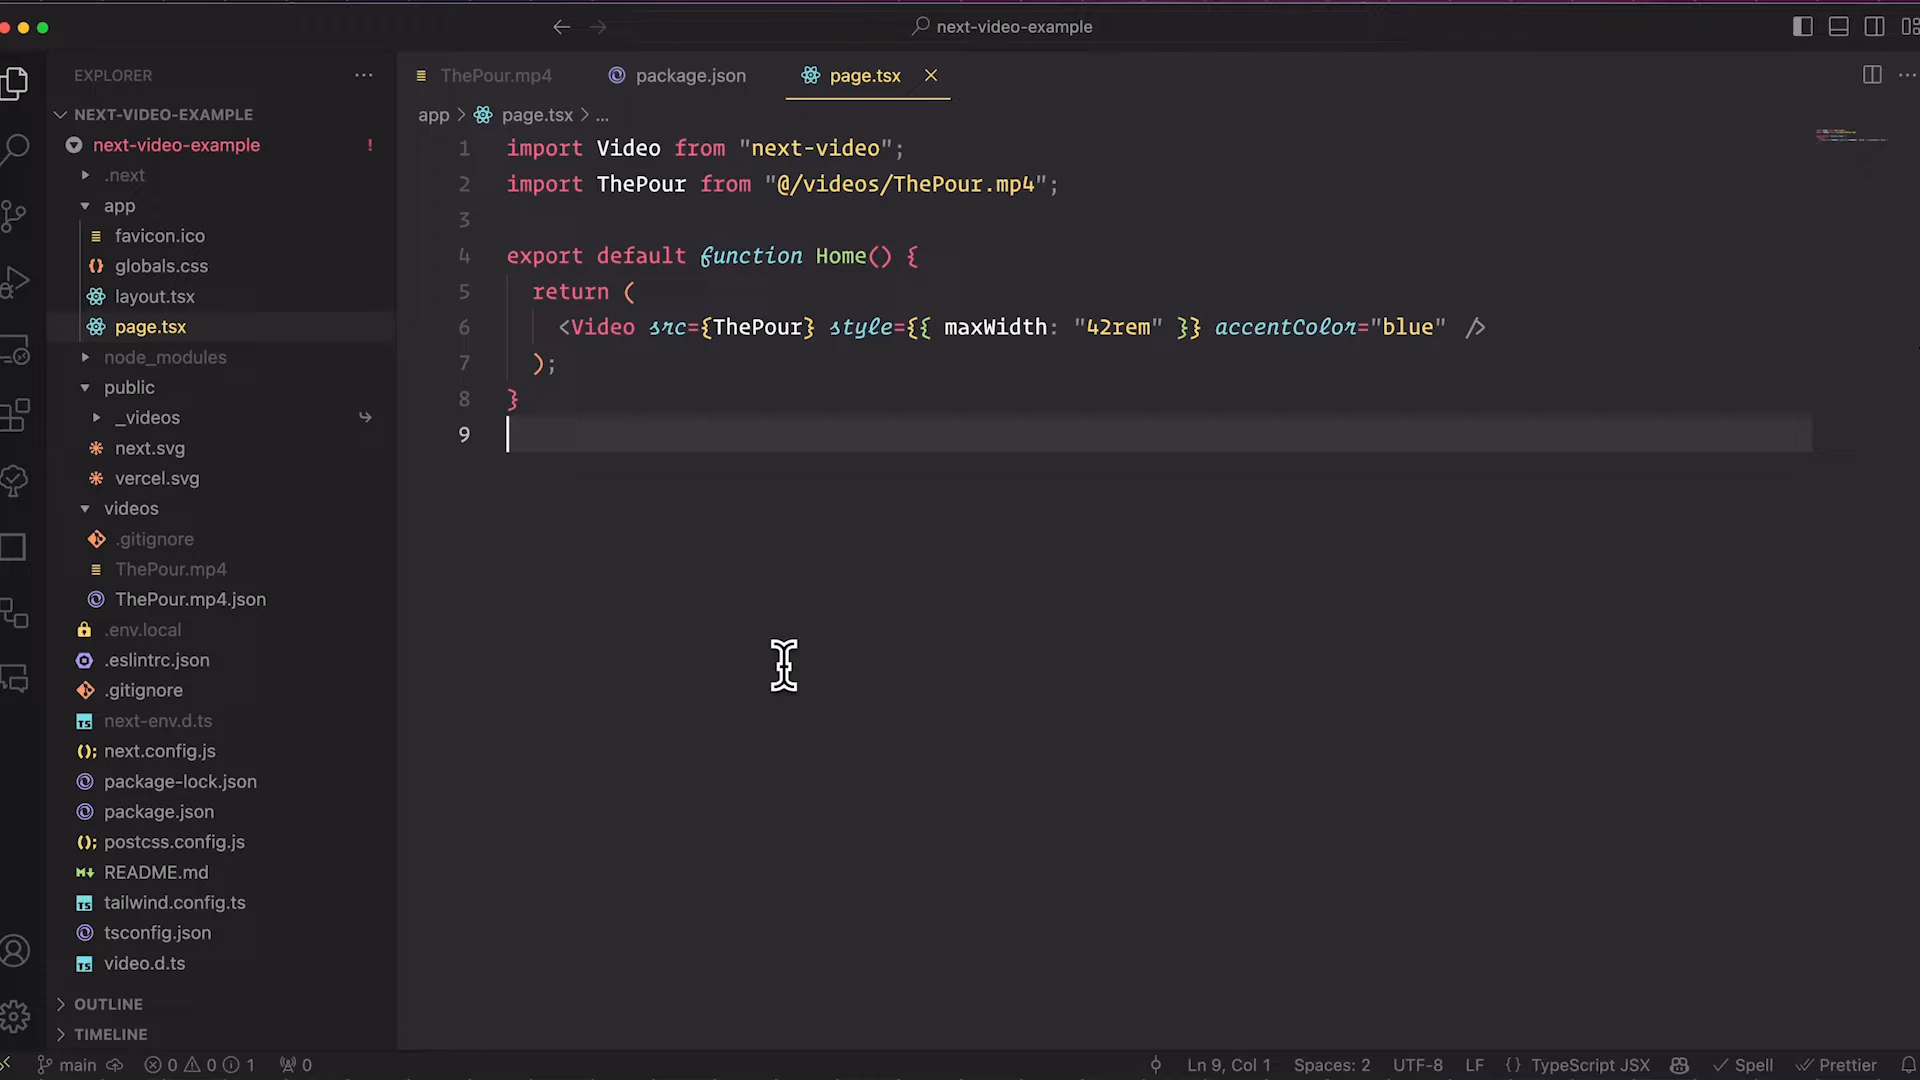 next-video-example
EXPLORER
NEXT-VIDEO-EXAMPLE
next-video-example !
.next
app
favicon.ico
globals.css
layout.tsx
page.tsx
node_modules
public
_videos
next.svg
vercel.svg
videos
.gitignore
ThePour.mp4
ThePour.mp4.json
.env.local
.eslintrc.json
.gitignore
next-env.d.ts
next.config.js
package-lock.json
package.json
postcss.config.js
README.md
tailwind.config.ts
tsconfig.json
video.d.ts
OUTLINE
TIMELINE
ThePour.mp4 package.json page.tsx
app > page.tsx > ...
1 import Video from "next-video";
2 import ThePour from "@/videos/ThePour.mp4";
3
4 export default function Home() {
5 return (
6 <Video src={ThePour} style={{ maxWidth: "42rem" }} accentColor="blue" />
7 );
8 }
9
main 0 0 1 0 Ln 9, Col 1 Spaces: 2 UTF-8 LF {} TypeScript JSX Spell Prettier